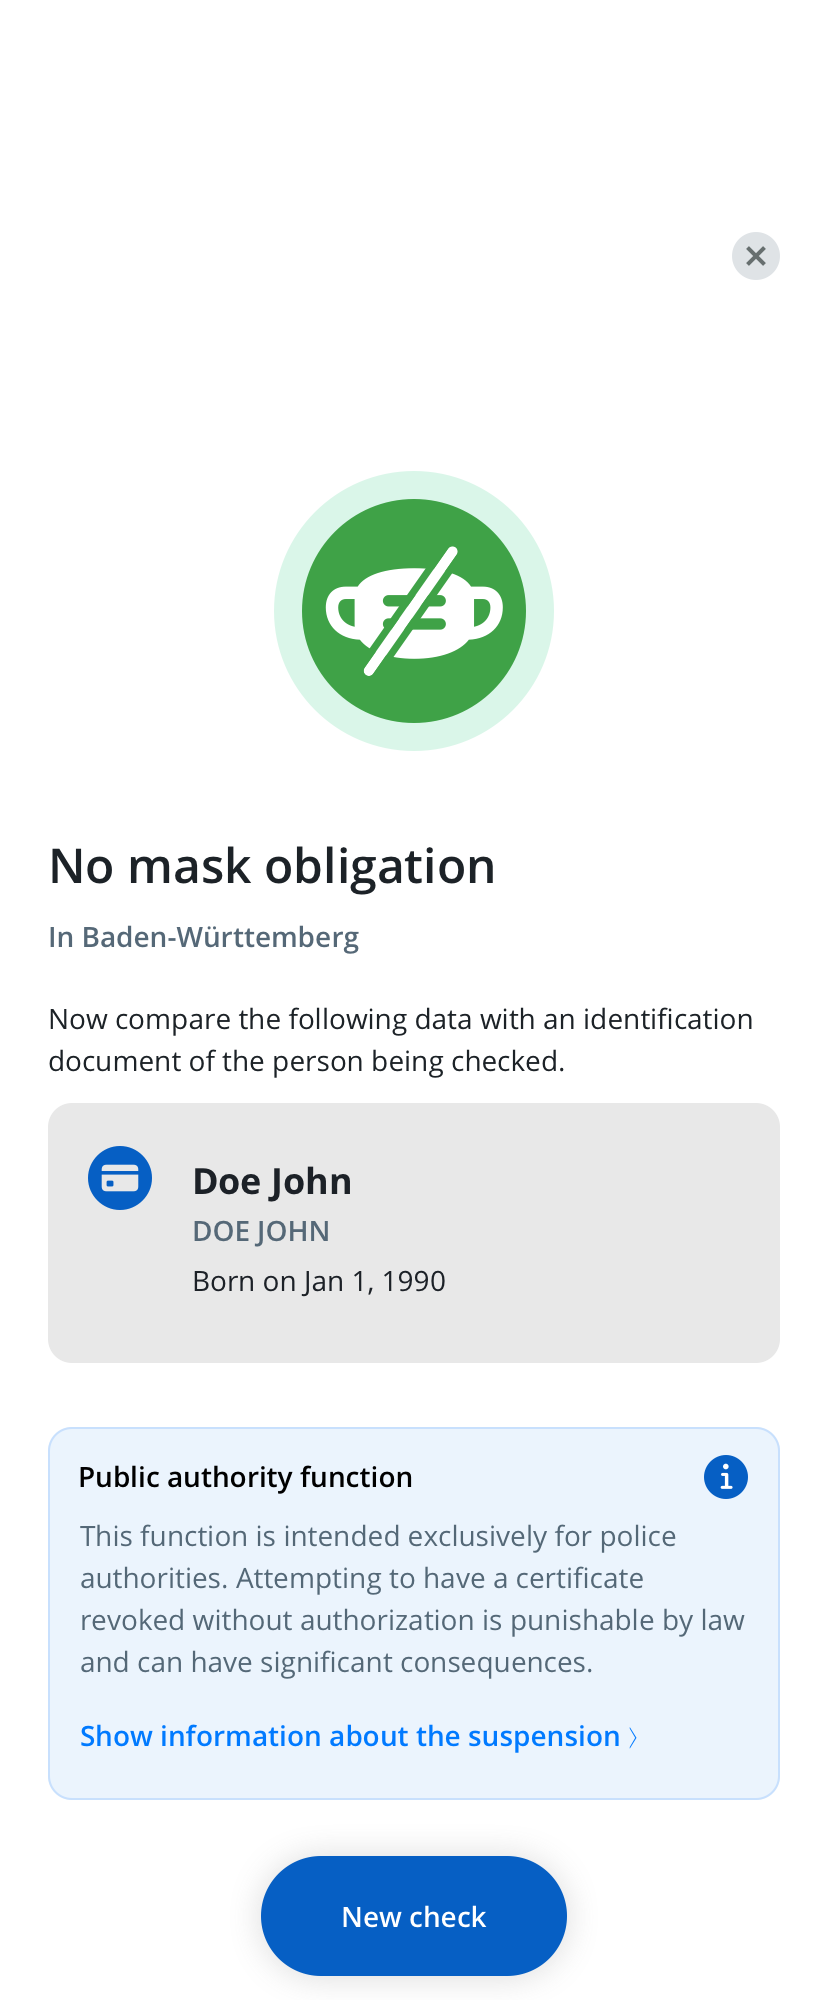 No mask obligation
In Baden-Württemberg
Now compare the following data with an identification
document of the person being checked.
Doe John
DOE JOHN
Born on Jan 1, 1990
Public authority function
This function is intended exclusively for police
authorities. Attempting to have a certificate
revoked without authorization is punishable by law
and can have significant consequences.
Show information about the suspension
New check